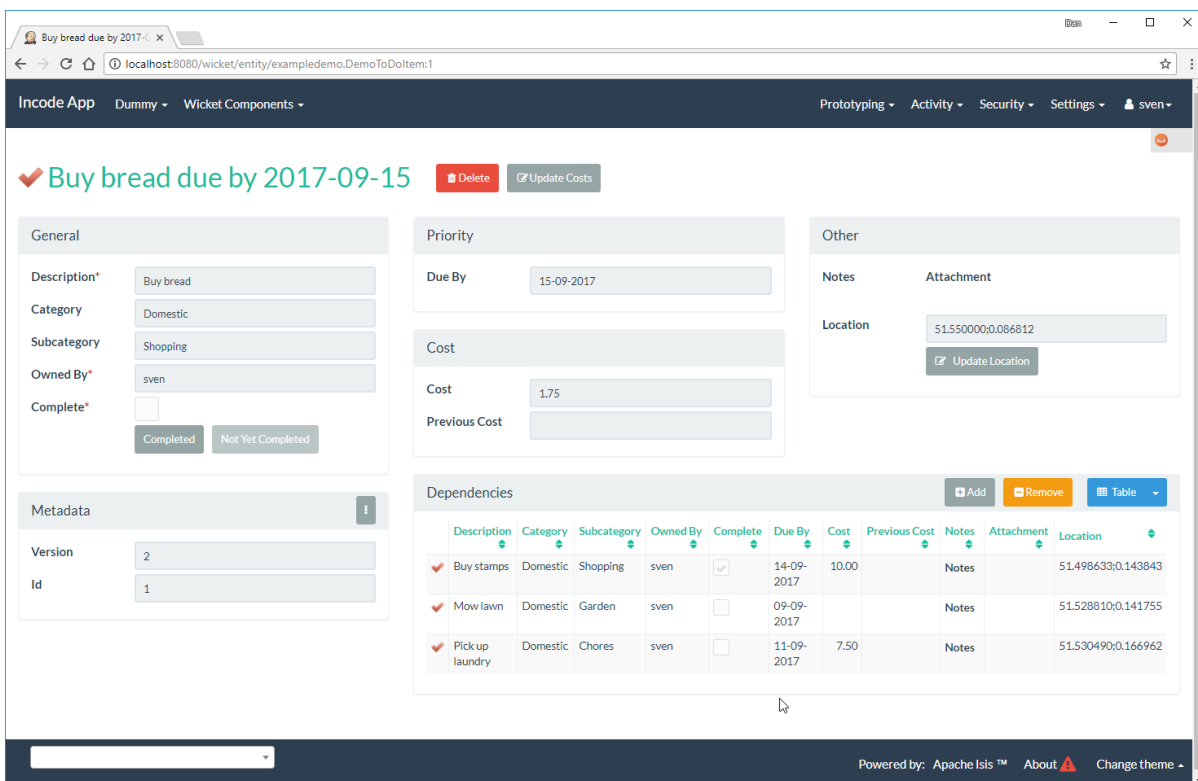 Dan
Buy bread due by 2017-0
localhost:8080/wicket/entity/exampledemo.DemoToDoItem:1
Incode App Dummy Wicket Components Prototyping Activity Security Settings sven
Buy bread due by 2017-09-15 Delete Update Costs
General
Description* Buy bread
Category Domestic
Subcategory Shopping
Owned By* sven
Complete*
Completed Not Yet Completed
Metadata
Version 2
Id 1
Priority
Due By 15-09-2017
Cost
Cost 1.75
Previous Cost
Other
Notes Attachment
Location 51.550000;0.086812
Update Location
Dependencies Add Remove Table
Description Category Subcategory Owned By Complete Due By Cost Previous Cost Notes Attachment Location
Buy stamps Domestic Shopping sven 14-09-
2017 10.00 Notes 51.498633;0.143843
Mow lawn Domestic Garden sven 09-09-
2017 Notes 51.528810;0.141755
Pick up
laundry Domestic Chores sven 11-09-
2017 7.50 Notes 51.530490;0.166962
Powered by: Apache Isis ™ About Change theme